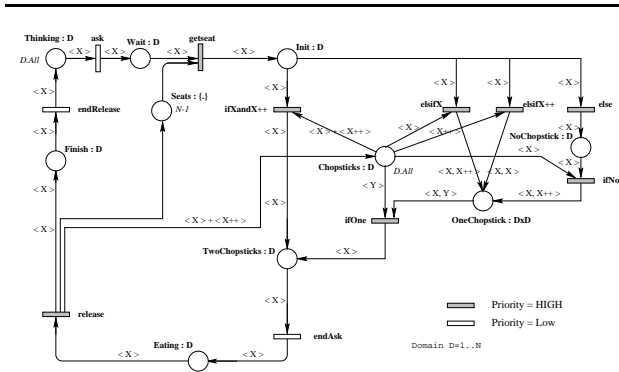 Thinking : D
ask
Wait : D
getseat
Init : D
D.All
< X >
< X >
< X >
< X >
< X >
Seats : {.}
N-1
< X >
endRelease
ifXandX++
< X >
< X >
< X >
elsifX
elsifX++
else
< X >
< X >
< X > + < X++ >
< X >
< X++ >
NoChopstick : D
< X >
Finish : D
Chopsticks : D
D.All
< X >
< X >
ifNo
< X, X++ >
< X, X >
< Y >
< X, Y >
< X, X++ >
OneChopstick : DxD
ifOne
< X >
< X > + < X++ >
< X >
< X >
TwoChopsticks : D
< X >
release
endAsk
Eating : D
< X >
< X >
Priority = HIGH
Priority = Low
Domain D=1..N